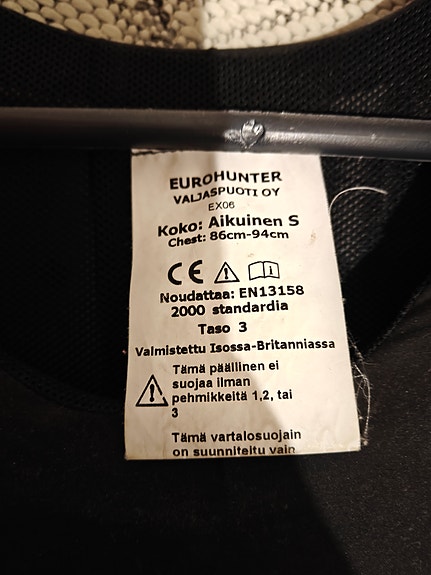 EUROHUNTER
VALJASPUOTI OY
EX06
Koko: Aikuinen S
Chest: 86cm-94cm
CE
Noudattaa: EN13158
2000 standardia
Taso 3
Valmistettu Isossa-Britanniassa
Tämä päällinen ei
suojaa ilman
pehmikkeitä 1,2, tai
3
Tämä vartalosuojain
on suunniteltu vain